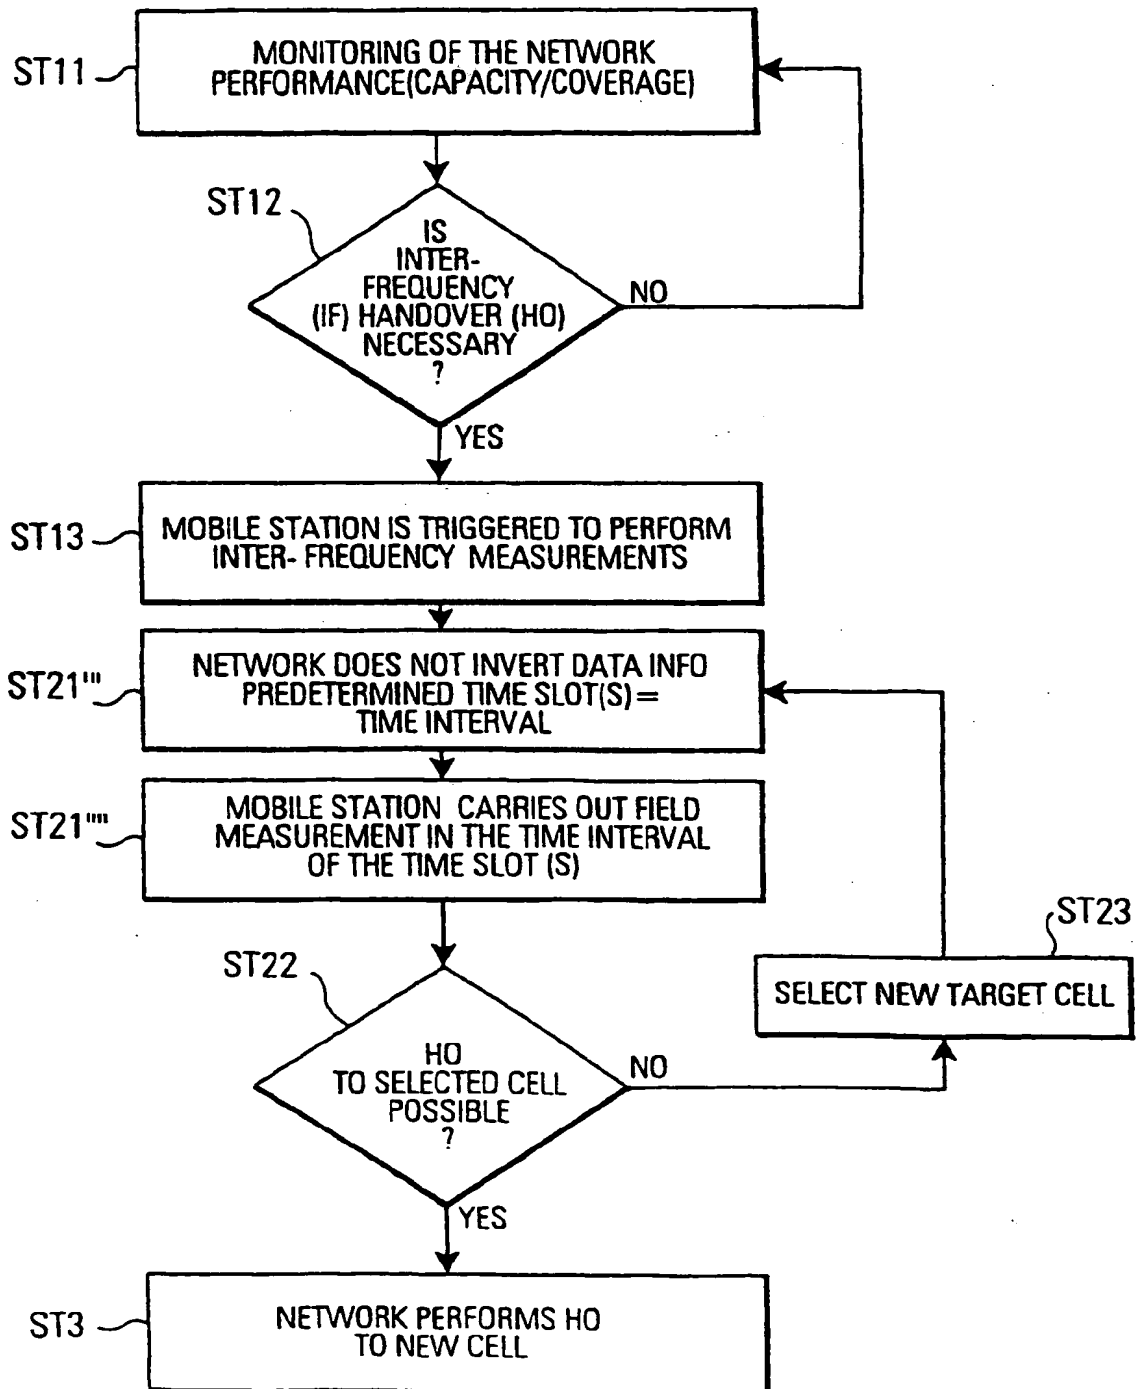 ST11
MONITORING OF THE NETWORK
PERFORMANCE(CAPACITY/COVERAGE)
ST12
IS
INTER-
FREQUENCY
(IF) HANDOVER (HO)
NECESSARY
?
NO
YES
ST13
MOBILE STATION IS TRIGGERED TO PERFORM
INTER- FREQUENCY MEASUREMENTS
ST21'''
NETWORK DOES NOT INVERT DATA INFO
PREDETERMINED TIME SLOT(S) =
TIME INTERVAL
ST21''''
MOBILE STATION CARRIES OUT FIELD
MEASUREMENT IN THE TIME INTERVAL
OF THE TIME SLOT (S)
ST22
HO
TO SELECTED CELL
POSSIBLE
?
NO
ST23
SELECT NEW TARGET CELL
YES
ST3
NETWORK PERFORMS HO
TO NEW CELL